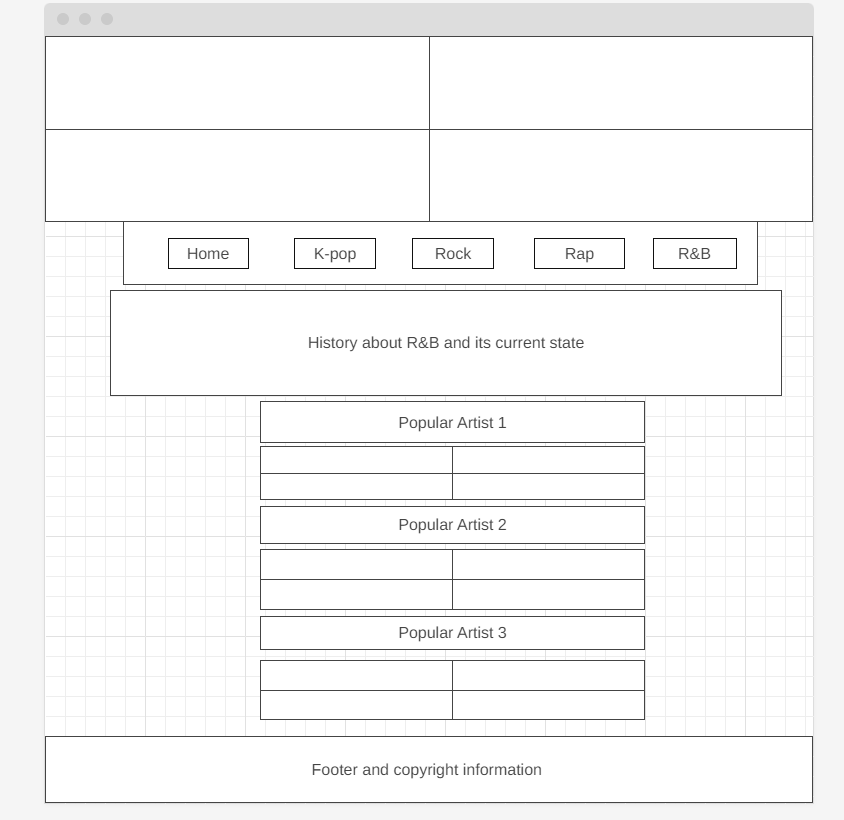 Home
K-pop
Rock
Rap
R&B
History about R&B and its current state
Popular Artist 1
Popular Artist 2
Popular Artist 3
Footer and copyright information